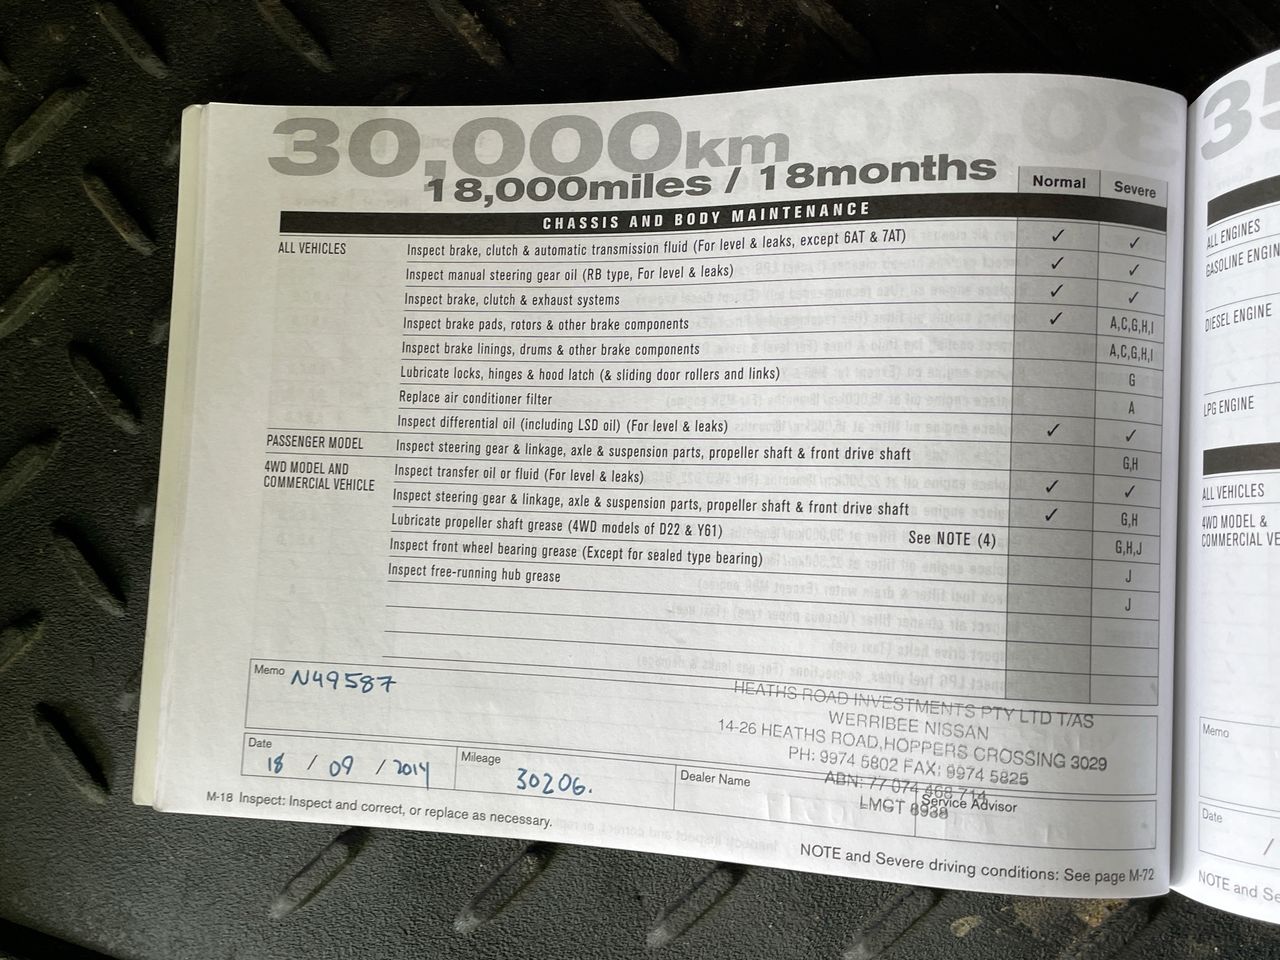 30,000km
18,000miles / 18months
Normal Severe
CHASSIS AND BODY MAINTENANCE
ALL VEHICLES Inspect brake, clutch & automatic transmission fluid (For level & leaks, except 6AT & 7AT) ✓ ✓
Inspect manual steering gear oil (RB type, For level & leaks) ✓ ✓
Inspect brake, clutch & exhaust systems ✓ ✓
Inspect brake pads, rotors & other brake components ✓ A,C,G,H,I
Inspect brake linings, drums & other brake components A,C,G,H,I
Lubricate locks, hinges & hood latch (& sliding door rollers and links) G
Replace air conditioner filter A
Inspect differential oil (including LSD oil) (For level & leaks) ✓ ✓
PASSENGER MODEL Inspect steering gear & linkage, axle & suspension parts, propeller shaft & front drive shaft G,H
4WD MODEL AND COMMERCIAL VEHICLE Inspect transfer oil or fluid (For level & leaks) ✓ ✓
Inspect steering gear & linkage, axle & suspension parts, propeller shaft & front drive shaft ✓ G,H
Lubricate propeller shaft grease (4WD models of D22 & Y61) See NOTE (4) G,H,J
Inspect front wheel bearing grease (Except for sealed type bearing) J
Inspect free-running hub grease J
Memo N49587
HEATHS ROAD INVESTMENTS PTY LTD T/AS
WERRIBEE NISSAN
14-26 HEATHS ROAD,HOPPERS CROSSING 3029
PH: 9974 5802 FAX: 9974 5825
ABN: 77 074 468 714
LMCT 8938
Date 18 / 09 / 2014
Mileage 30206.
Dealer Name
Service Advisor
M-18 Inspect: Inspect and correct, or replace as necessary.
NOTE and Severe driving conditions: See page M-72
ALL ENGINES
DIESEL ENGINE
LPG ENGINE
ALL VEHICLES
4WD MODEL &
Memo
Date
/